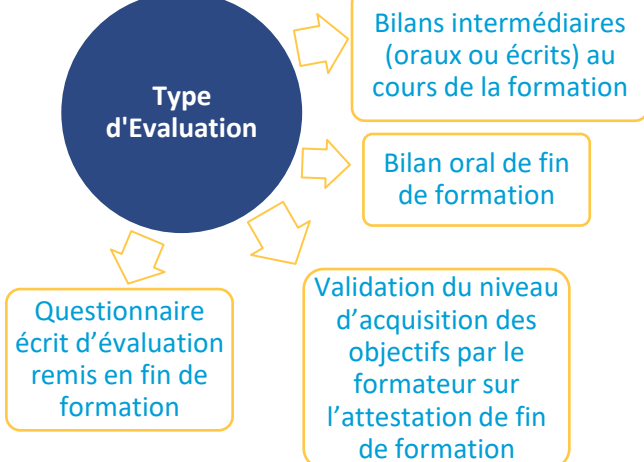 Type
d'Evaluation
Bilans intermédiaires
(oraux ou écrits) au
cours de la formation
Bilan oral de fin
de formation
Validation du niveau
d’acquisition des
objectifs par le
formateur sur
l’attestation de fin
de formation
Questionnaire
écrit d’évaluation
remis en fin de
formation